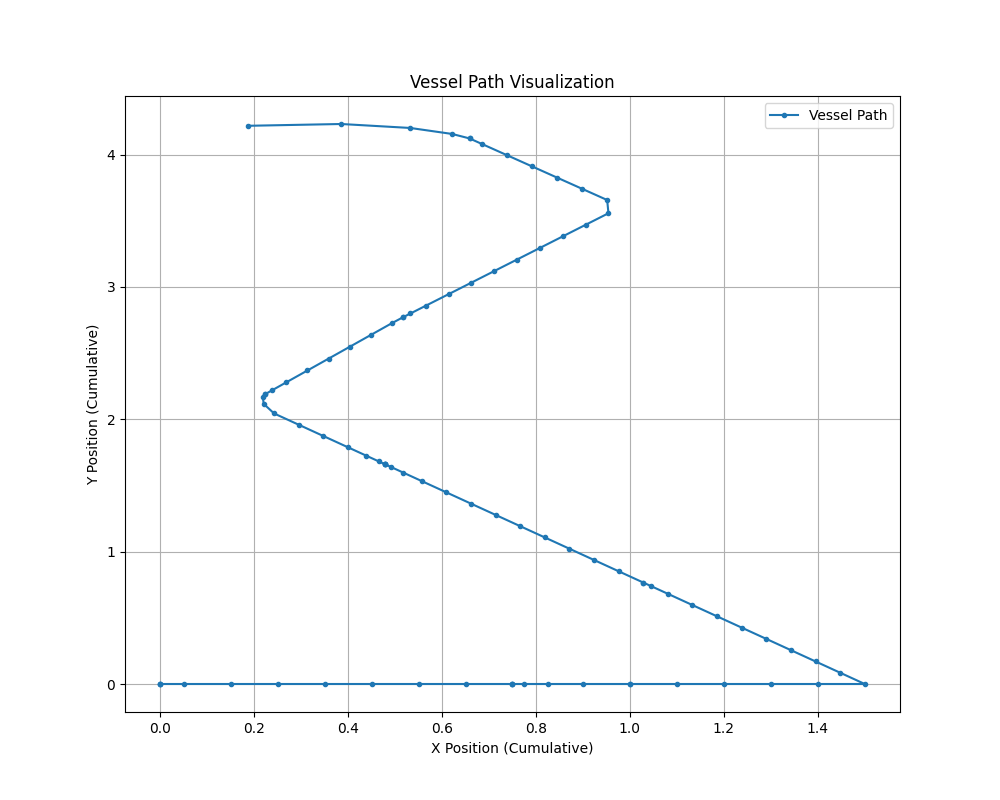 Vessel Path Visualization
Vessel Path
4
3
2
1
0
Y Position (Cumulative)
0.0 0.2 0.4 0.6 0.8 1.0 1.2 1.4
X Position (Cumulative)